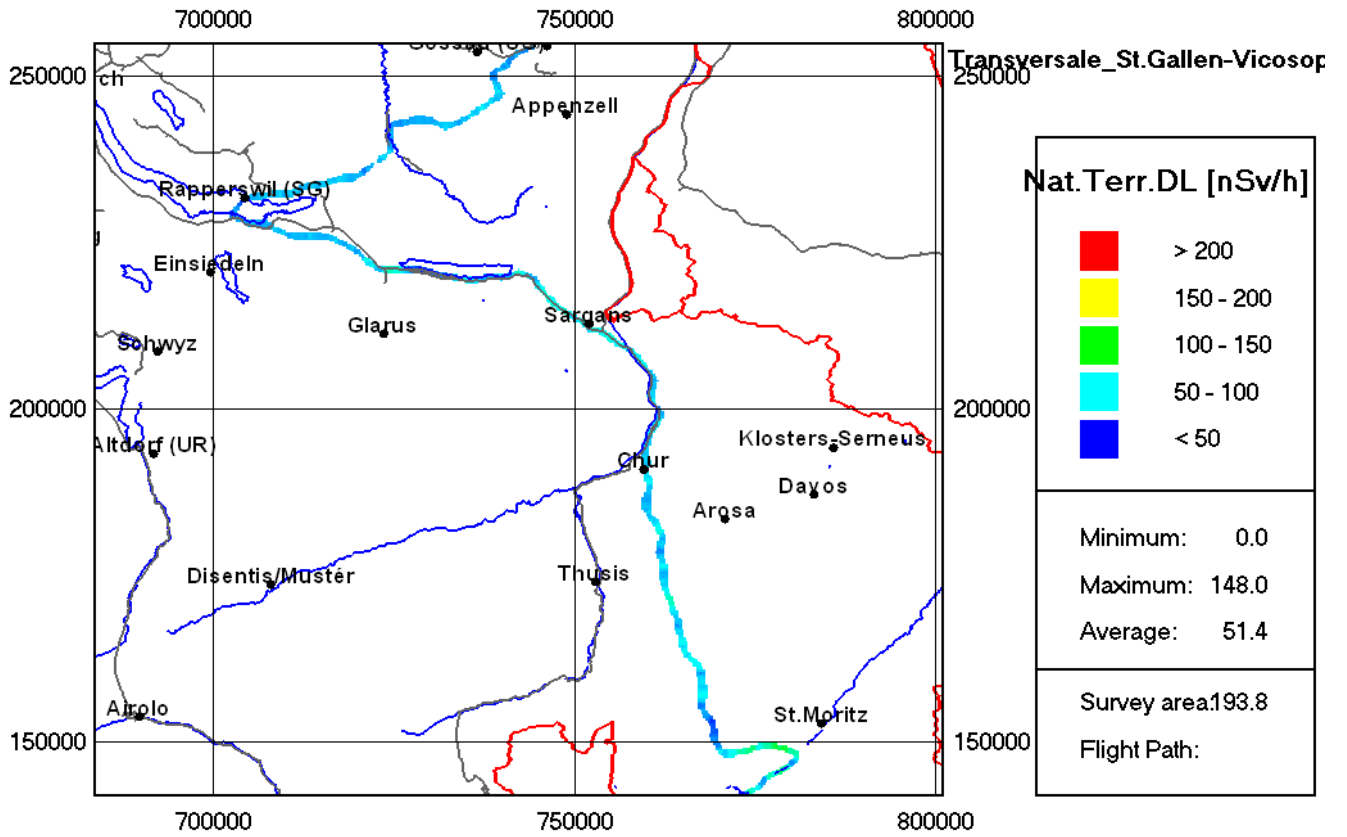 700000 750000 800000
Transversale_St.Gallen-Vicosop
250000 250000
ch
Appenzell
Nat.Terr.DL [nSv/h]
Rapperswil (SG)
> 200
Einsiedeln
150 - 200
Sargans
Glarus
100 - 150
Schwyz
50 - 100
200000 200000
< 50
Altdorf (UR)
Klosters-Serneus
Chur
Davos
Arosa
Minimum: 0.0
Disentis/Mustér
Thusis
Maximum: 148.0
Average: 51.4
Airolo
St.Moritz
Survey area: 193.8
150000 150000
Flight Path:
700000 750000 800000